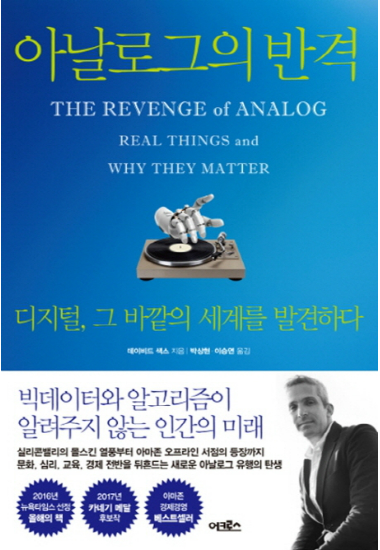 아날로그의 반격
THE REVENGE of ANALOG
REAL THINGS and
WHY THEY MATTER
디지털, 그 바깥의 세계를 발견하다
데이비드 색스 지음 | 박상현·이승연 옮김
빅데이터와 알고리즘이
알려주지 않는 인간의 미래
실리콘밸리의 몰스킨 열풍부터 아마존 오프라인 서점의 등장까지
문화, 심리, 교육, 경제 전반을 뒤흔드는 새로운 아날로그 유행의 탄생
2016년
뉴욕타임스 선정
올해의 책
2017년
카네기 메달
후보작
아마존
경제경영
베스트셀러
어크로스